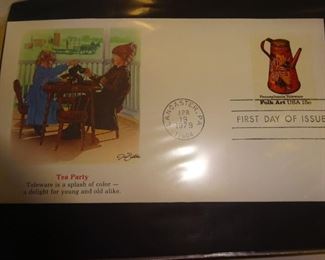 Pennsylvania Toleware
Folk Art USA 15c
LANCASTER, PA
APR
19
1979
FIRST DAY OF ISSUE
Tea Party
Toleware is a splash of color —
a delight for young and old alike.